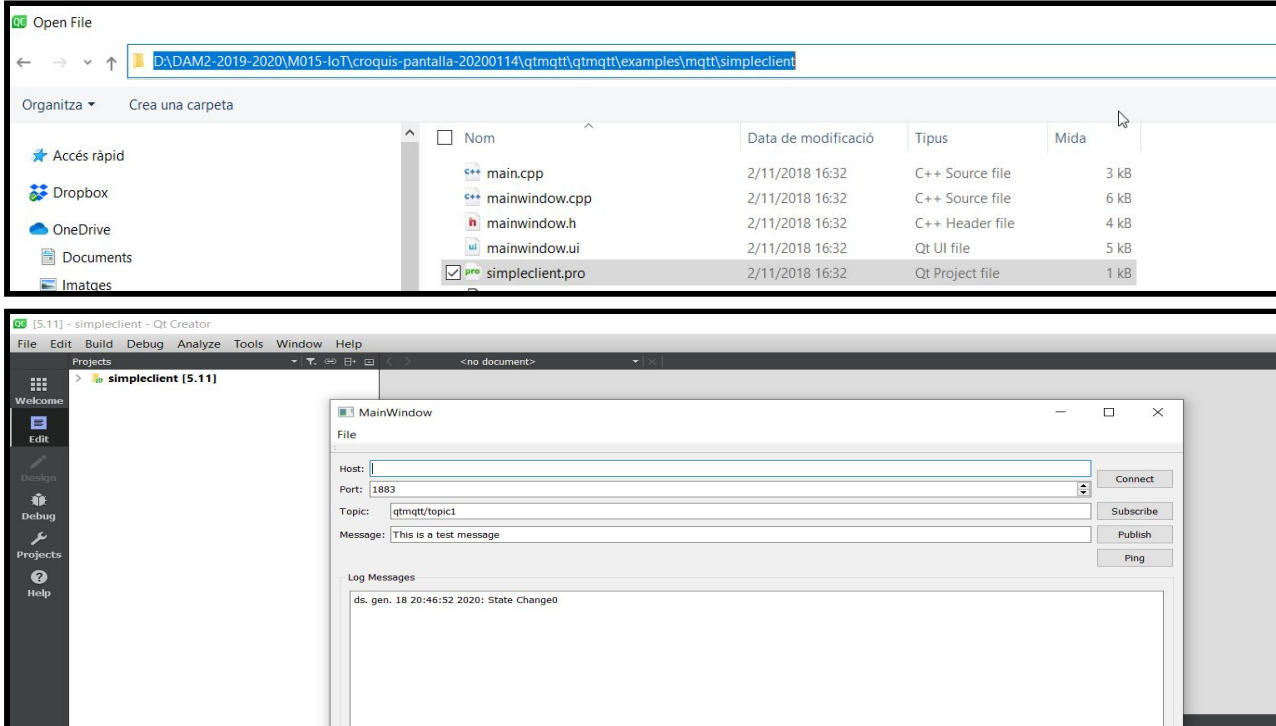 QC Open File
D:\DAM2-2019-2020\M015-IoT\croquis-pantalla-20200114\qtmqtt\qtmqtt\examples\mqtt\simpleclient
Organitza Crea una carpeta
Nom Data de modificació Tipus Mida
Accés ràpid
Dropbox
OneDrive
Documents
Imatges
C++ main.cpp 2/11/2018 16:32 C++ Source file 3 kB
C++ mainwindow.cpp 2/11/2018 16:32 C++ Source file 6 kB
h mainwindow.h 2/11/2018 16:32 C++ Header file 4 kB
ui mainwindow.ui 2/11/2018 16:32 Qt UI file 5 kB
pro simpleclient.pro 2/11/2018 16:32 Qt Project file 1 kB
QC [5.11] - simpleclient - Qt Creator
File Edit Build Debug Analyze Tools Window Help
Projects <no document>
simpleclient [5.11]
Welcome
Edit
Design
Debug
Projects
Help
MainWindow
File
Host:
Connect
Port: 1883
Topic: qtmqtt/topic1 Subscribe
Message: This is a test message Publish
Ping
Log Messages
ds. gen. 18 20:46:52 2020: State Change0